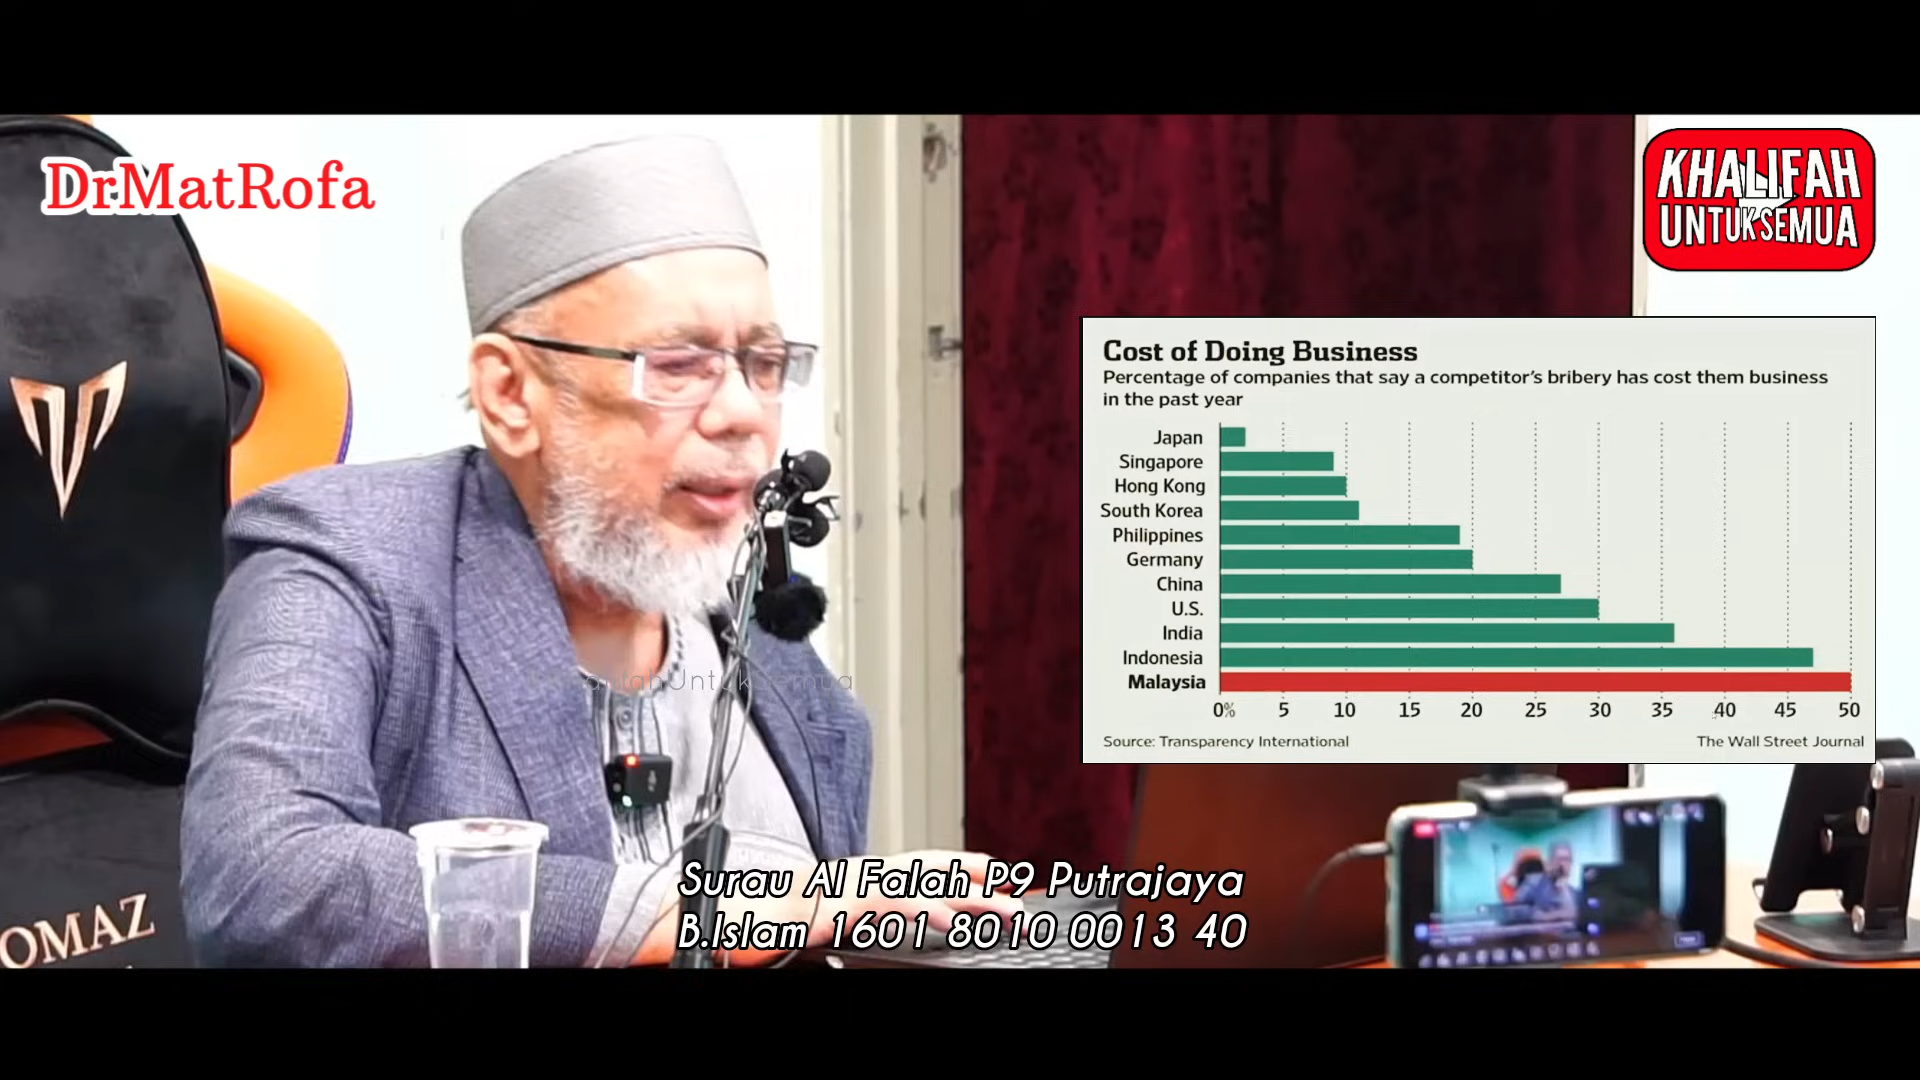 DrMatRofa
KHALIFAH
UNTUKSEMUA
Cost of Doing Business
Percentage of companies that say a competitor's bribery has cost them business
in the past year
Japan
Singapore
Hong Kong
South Korea
Philippines
Germany
China
U.S.
India
Indonesia
Malaysia
0% 5 10 15 20 25 30 35 40 45 50
Source: Transparency International
The Wall Street Journal
UntukSemua
Surau Al Falah P9 Putrajaya
B.Islam 1601 8010 0013 40
OMAZ